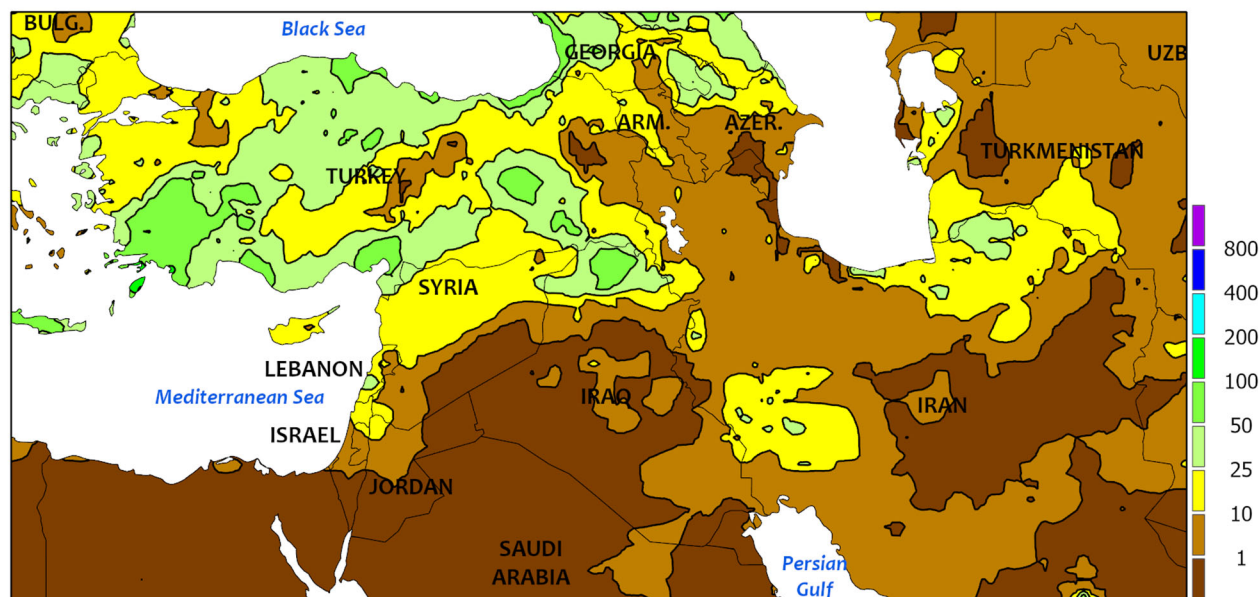 BULG.
Black Sea
GEORGIA
UZB
ARM.
AZER.
TURKMENISTAN
TURKEY
SYRIA
LEBANON
Mediterranean Sea
IRAQ
IRAN
ISRAEL
JORDAN
SAUDI
ARABIA
Persian
Gulf
800
400
200
100
50
25
10
1